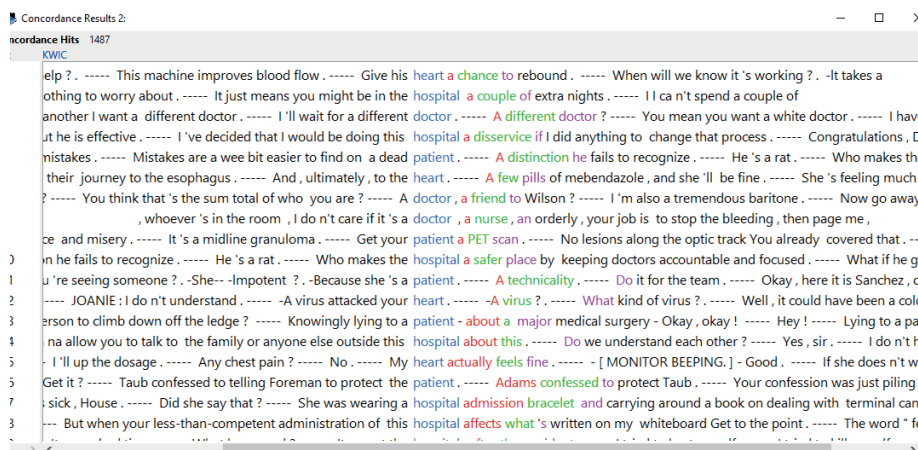 Concordance Results 2:
ncordance Hits 1487
KWIC
elp ? . ----- This machine improves blood flow . ----- Give his heart a chance to rebound . ----- When will we know it 's working ? . -It takes a
othing to worry about . ----- It just means you might be in the hospital a couple of extra nights . ----- I I ca n't spend a couple of
another I want a different doctor . ----- I 'll wait for a different doctor . ----- A different doctor ? ----- You mean you want a white doctor . ----- I hav
ut he is effective . ----- I 've decided that I would be doing this hospital a disservice if I did anything to change that process . ----- Congratulations , D
mistakes . ----- Mistakes are a wee bit easier to find on a dead patient . ----- A distinction he fails to recognize . ----- He 's a rat . ----- Who makes th
their journey to the esophagus . ----- And , ultimately , to the heart . ----- A few pills of mebendazole , and she 'll be fine . ----- She 's feeling much
? ----- You think that 's the sum total of who you are ? ----- A doctor , a friend to Wilson ? ----- I 'm also a tremendous baritone . ----- Now go away
, whoever 's in the room , I do n't care if it 's a doctor , a nurse , an orderly , your job is to stop the bleeding , then page me ,
ce and misery . ----- It 's a midline granuloma . ----- Get your patient a PET scan . ----- No lesions along the optic track You already covered that . --
0 on he fails to recognize . ----- He 's a rat . ----- Who makes the hospital a safer place by keeping doctors accountable and focused . ----- What if he g
1 u 're seeing someone ? . -She-- -Impotent ? . -Because she 's a patient . ----- A technicality . ----- Do it for the team . ----- Okay , here it is Sanchez , c
2 ---- JOANIE : I do n't understand . ----- -A virus attacked your heart . ----- -A virus ? . ----- What kind of virus ? . ----- Well , it could have been a col
3 erson to climb down off the ledge ? ----- Knowingly lying to a patient - about a major medical surgery - Okay , okay ! ----- Hey ! ----- Lying to a pa
4 na allow you to talk to the family or anyone else outside this hospital about this . ----- Do we understand each other ? ----- Yes , sir . ----- I do n't h
5 - I 'll up the dosage . ----- Any chest pain ? ----- No . ----- My heart actually feels fine . ----- - [ MONITOR BEEPING. ] - Good . ----- If she does n't w
5 Get it ? ----- Taub confessed to telling Foreman to protect the patient . ----- Adams confessed to protect Taub . ----- Your confession was just piling
7 s sick , House . ----- Did she say that ? ----- She was wearing a hospital admission bracelet and carrying around a book on dealing with terminal can
3 --- But when your less-than-competent administration of this hospital affects what 's written on my whiteboard Get to the point . ----- The word " fe